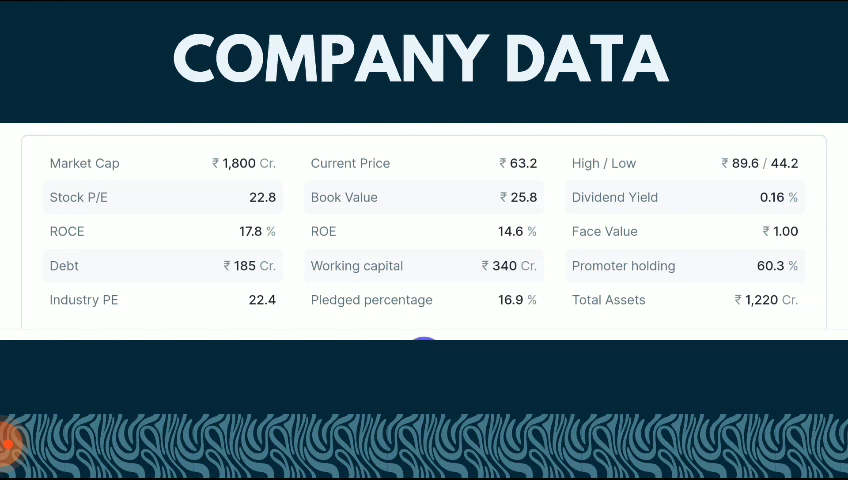 COMPANY DATA
Market Cap ₹ 1,800 Cr. Current Price ₹ 63.2 High / Low ₹ 89.6 / 44.2
Stock P/E 22.8 Book Value ₹ 25.8 Dividend Yield 0.16 %
ROCE 17.8 % ROE 14.6 % Face Value ₹ 1.00
Debt ₹ 185 Cr. Working capital ₹ 340 Cr. Promoter holding 60.3 %
Industry PE 22.4 Pledged percentage 16.9 % Total Assets ₹ 1,220 Cr.